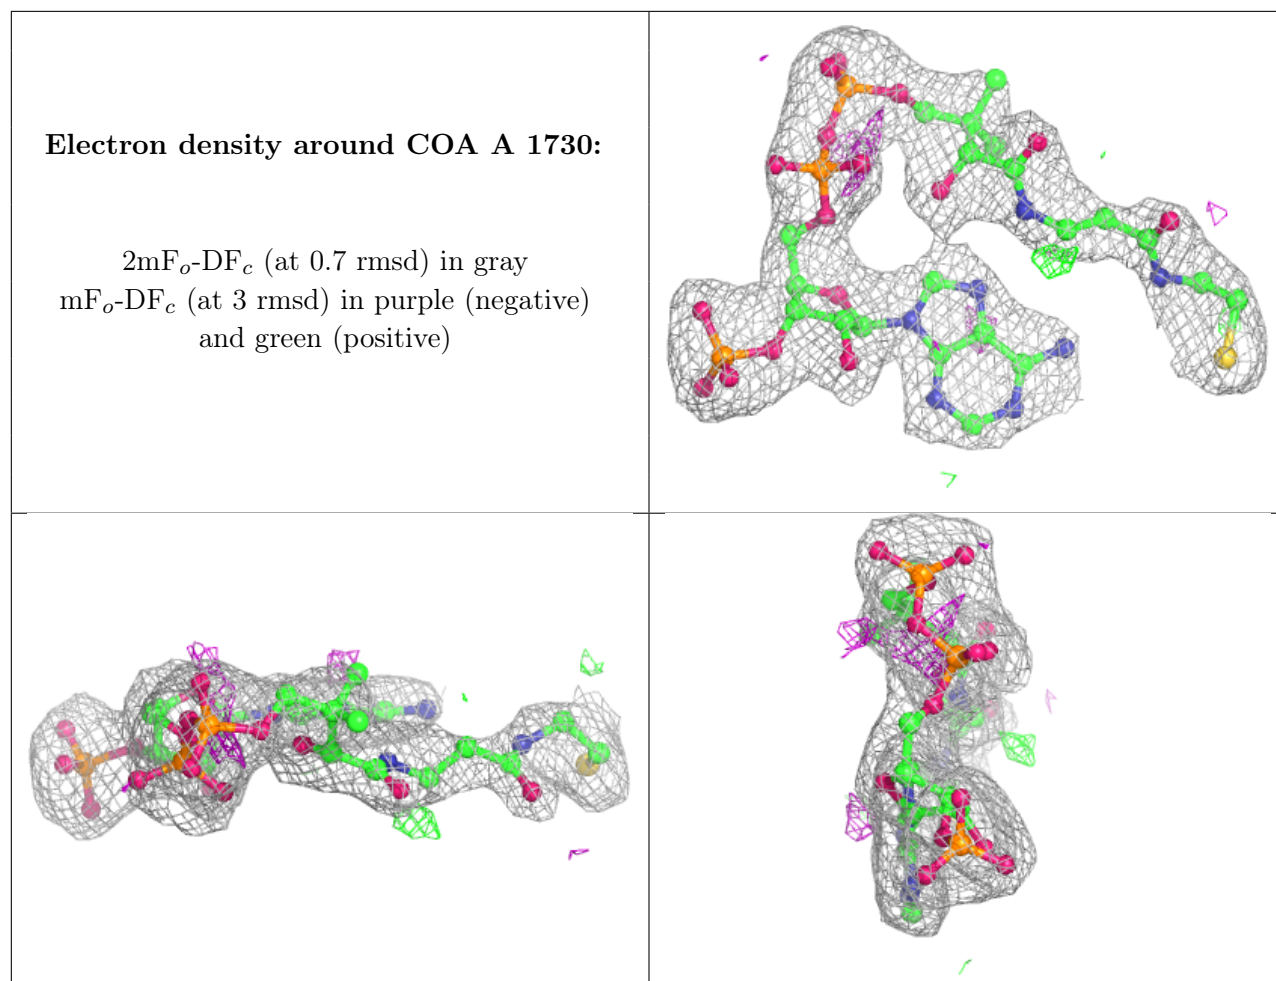 Electron density around COA A 1730:
2mFo-DFc (at 0.7 rmsd) in gray
mFo-DFc (at 3 rmsd) in purple (negative)
and green (positive)